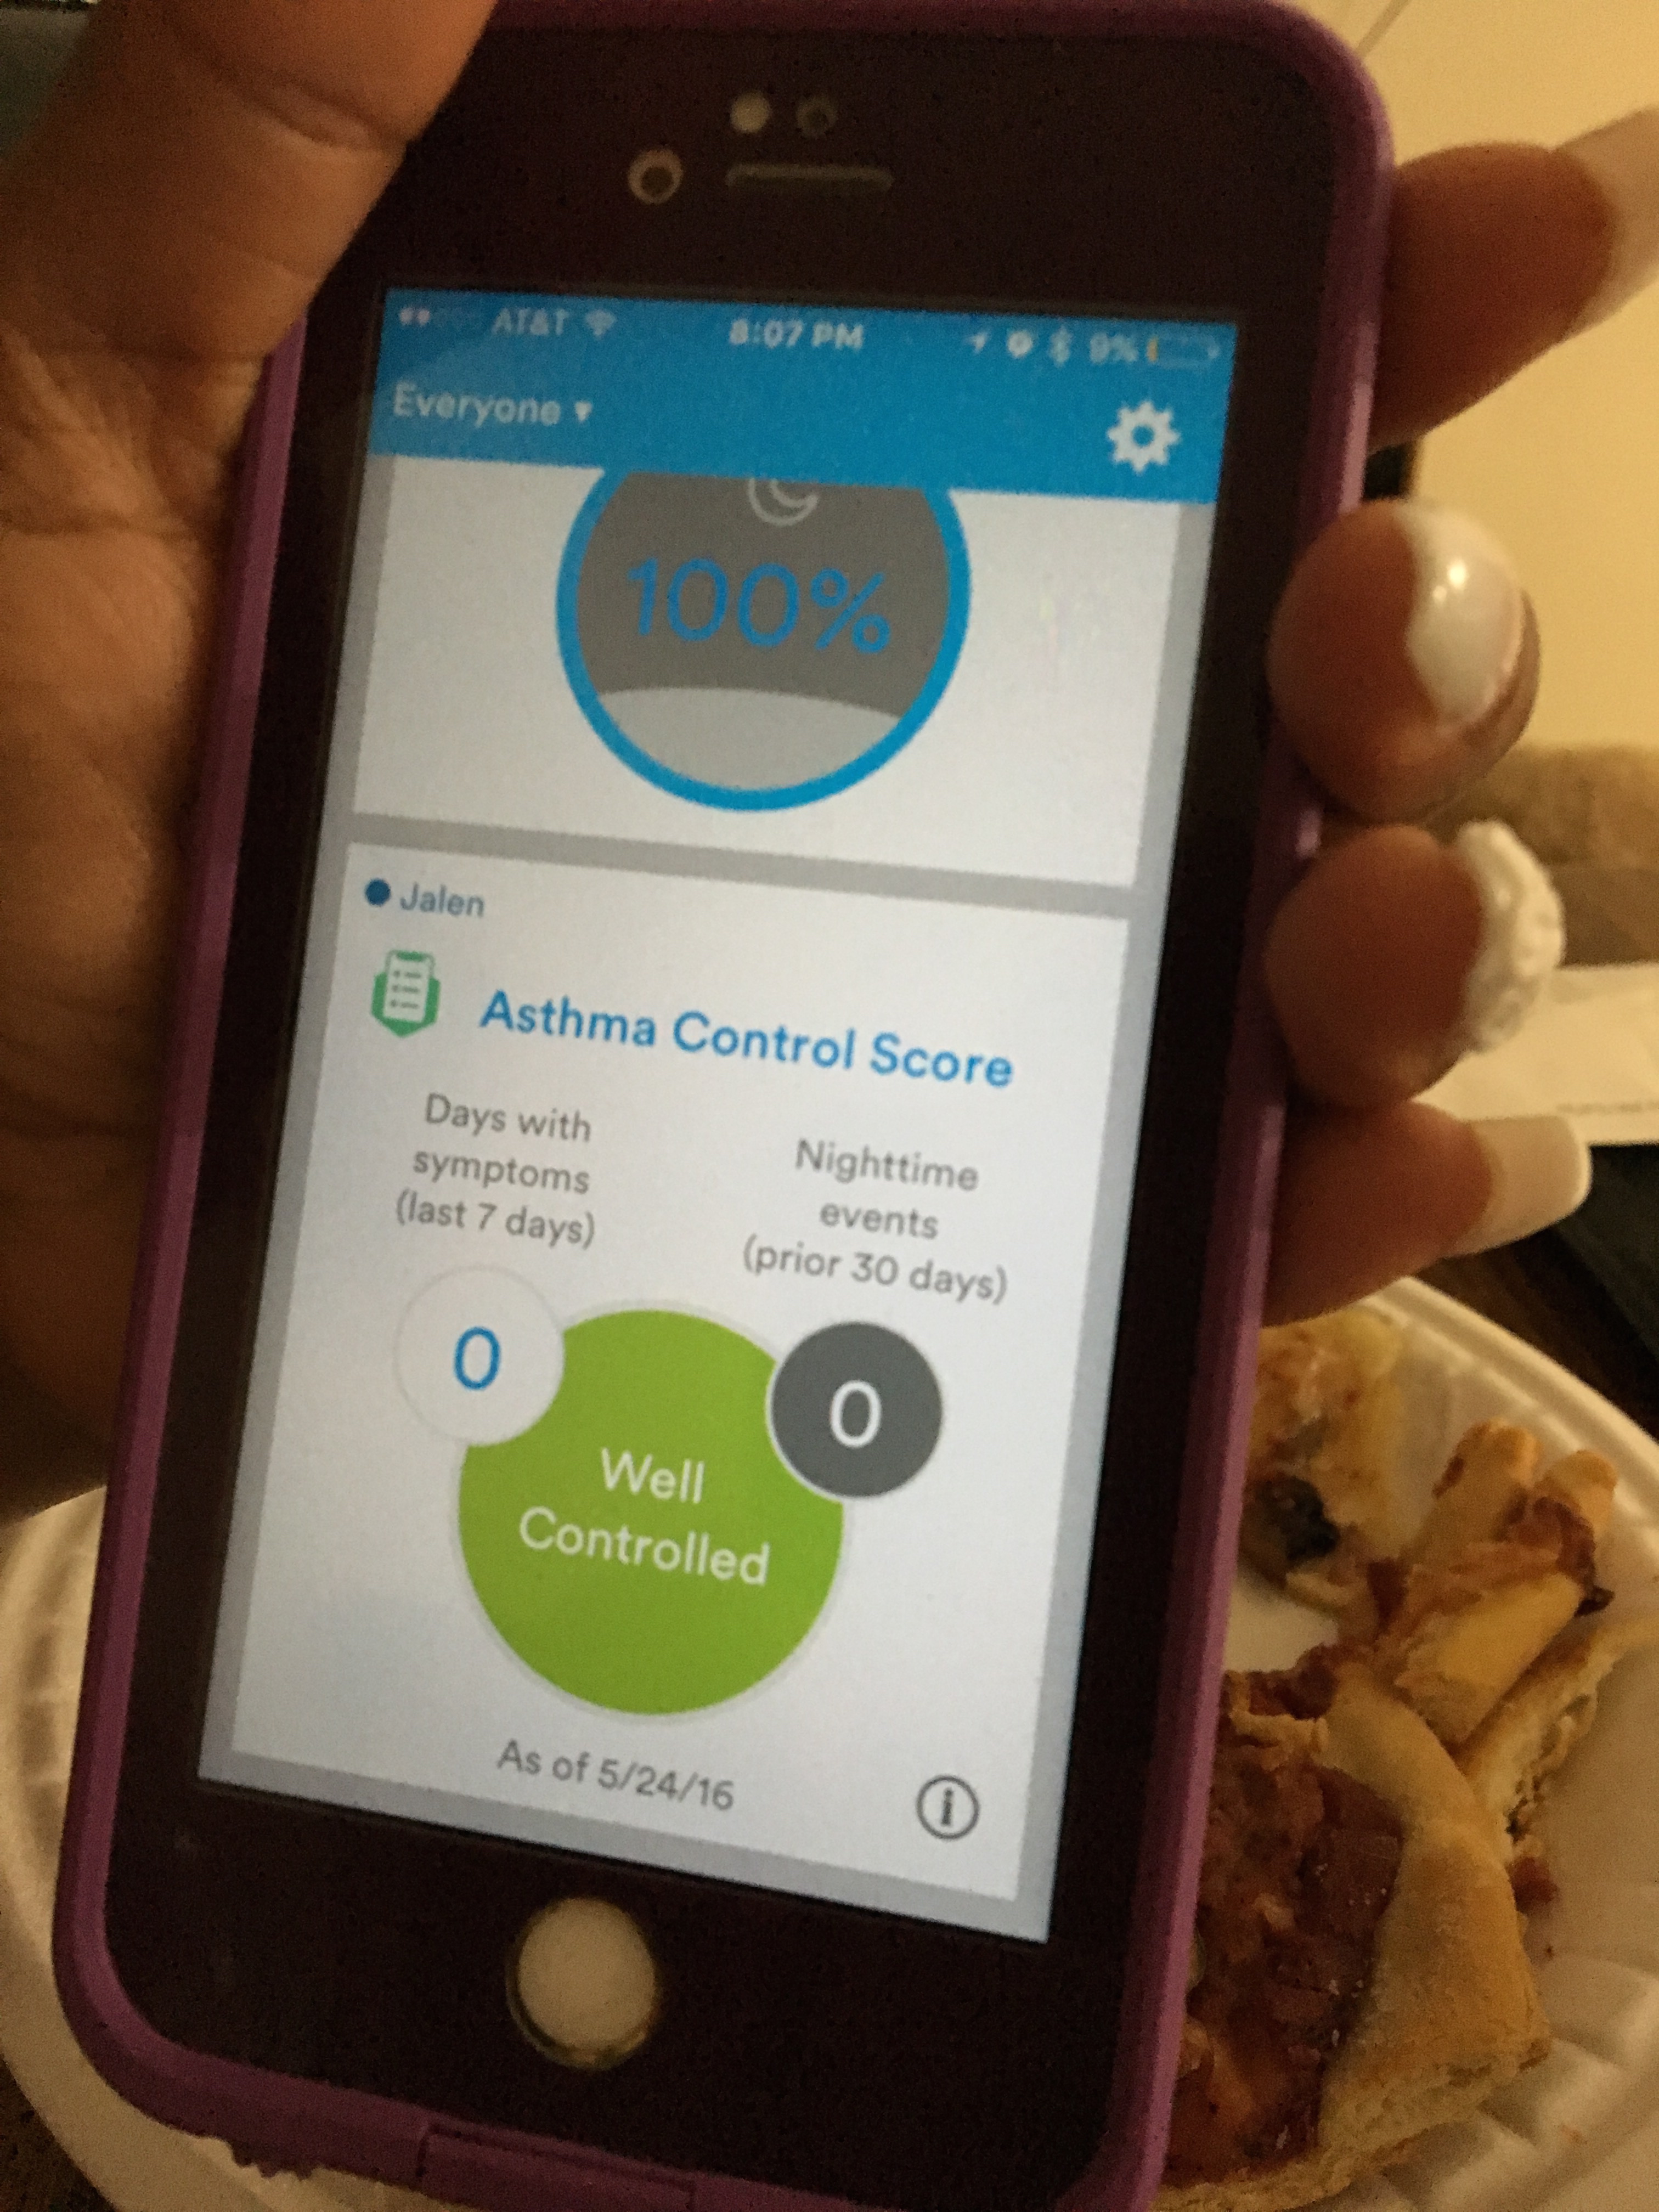 AT&T 8:07 PM 9%
Everyone ▾
100%
Jalen
Asthma Control Score
Days with
symptoms
(last 7 days)
Nighttime
events
(prior 30 days)
0
0
Well
Controlled
As of 5/24/16
i